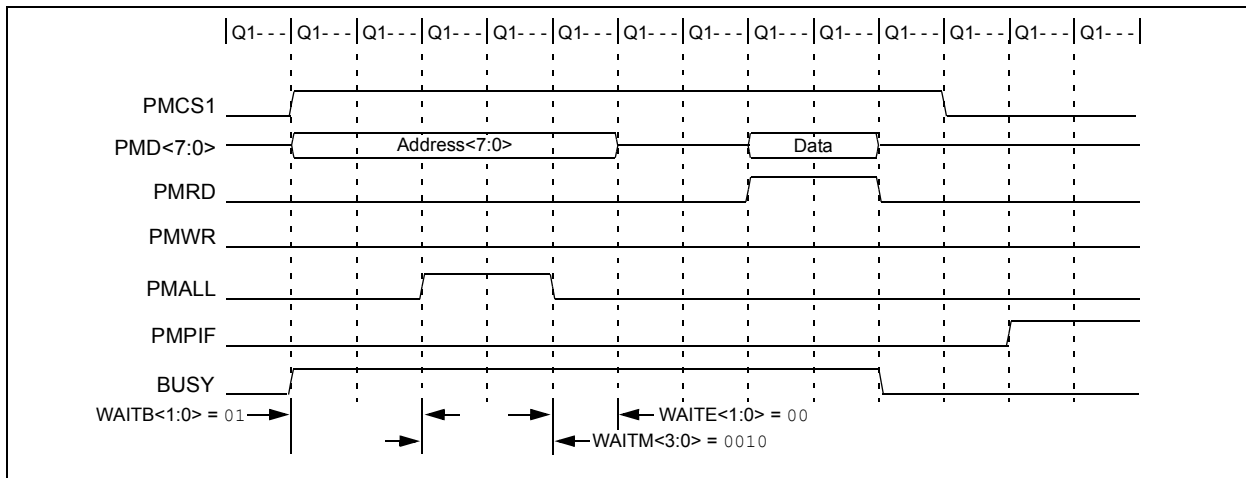 Q1- - - Q1- - - Q1- - - Q1- - - Q1- - - Q1- - - Q1- - - Q1- - - Q1- - - Q1- - - Q1- - - Q1- - - Q1- - - Q1- - -
PMCS1
PMD<7:0> Address<7:0> Data
PMRD
PMWR
PMALL
PMPIF
BUSY
WAITB<1:0> = 01 WAITE<1:0> = 00
WAITM<3:0> = 0010